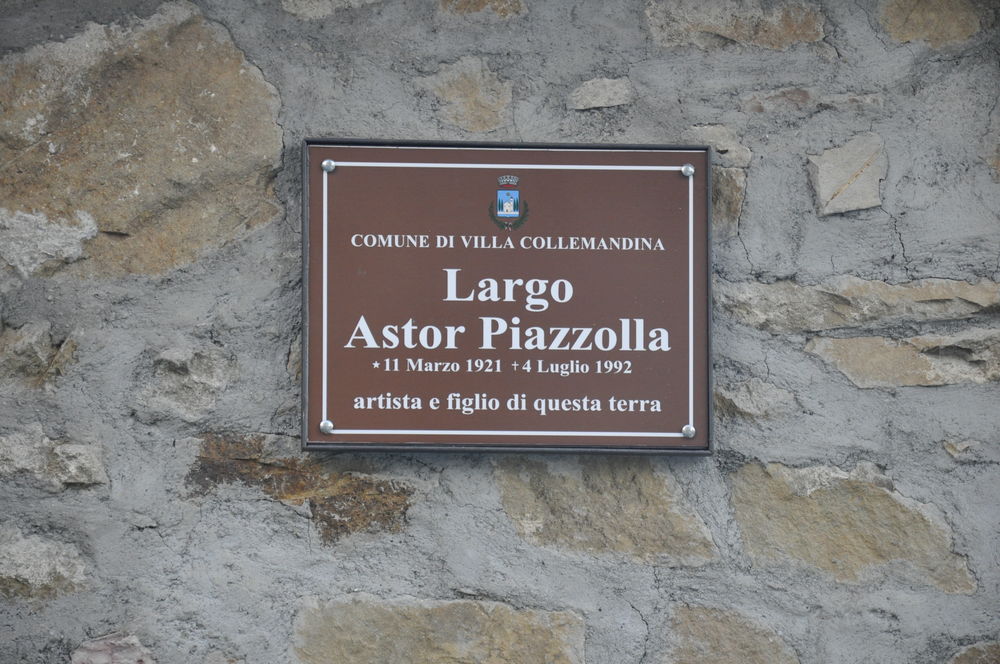 COMUNE DI VILLA COLLEMANDINA
Largo
Astor Piazzolla
* 11 Marzo 1921 † 4 Luglio 1992
artista e figlio di questa terra